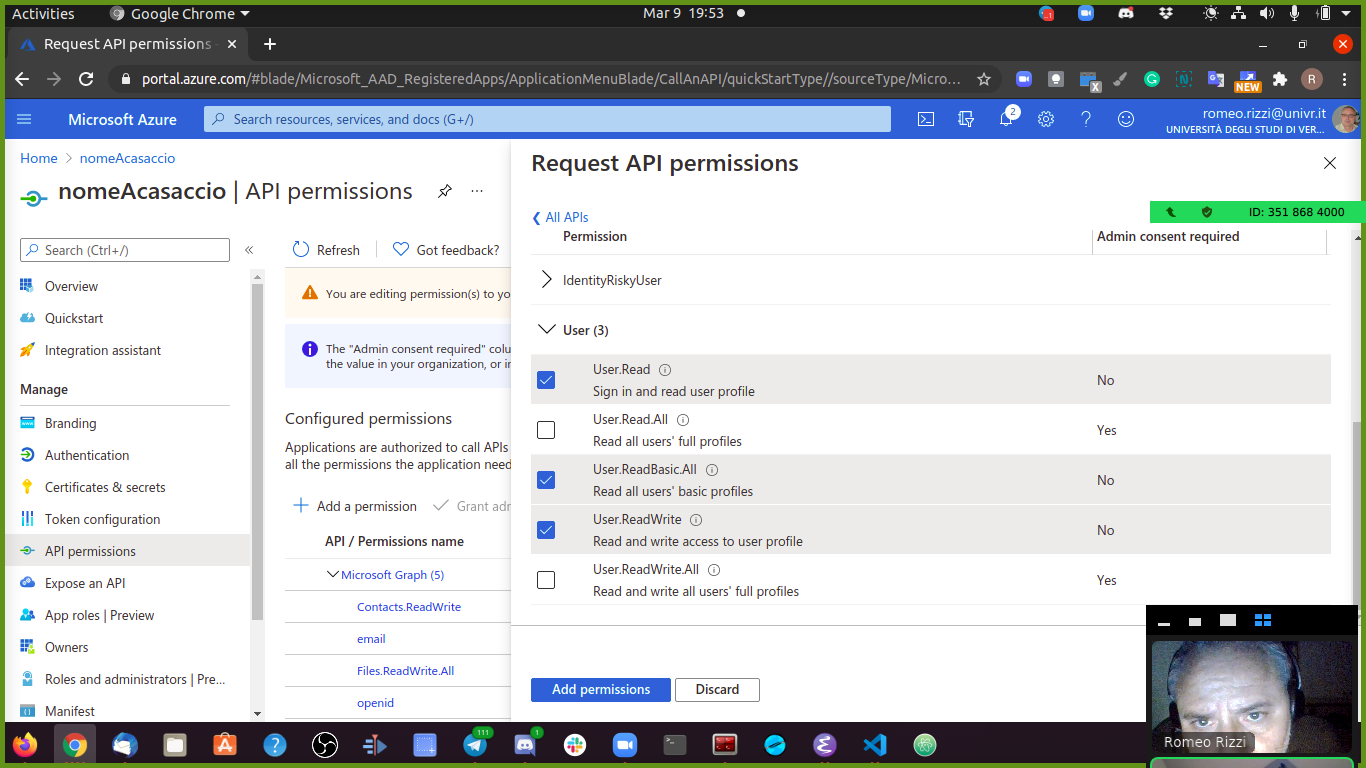 Activities
Google Chrome
Mar 9 19:53
Request API permissions -
portal.azure.com/#blade/Microsoft_AAD_RegisteredApps/ApplicationMenuBlade/CallAnAPI/quickStartType//sourceType/Micro...
X
NEW
R
Microsoft Azure
Search resources, services, and docs (G+/)
2
romeo.rizzi@univr.it
UNIVERSITÀ DEGLI STUDI DI VER...
Home > nomeAcasaccio
nomeAcasaccio | API permissions
Search (Ctrl+/)
Overview
Quickstart
Integration assistant
Manage
Branding
Authentication
Certificates & secrets
Token configuration
API permissions
Expose an API
App roles | Preview
Owners
Roles and administrators | Pre...
Manifest
Refresh
Got feedback?
You are editing permission(s) to yo
The "Admin consent required" colu
the value in your organization, or in
Configured permissions
Applications are authorized to call APIs
all the permissions the application need
Add a permission
Grant adm
API / Permissions name
Microsoft Graph (5)
Contacts.ReadWrite
email
Files.ReadWrite.All
openid
Request API permissions
All APIs
ID: 351 868 4000
Permission
Admin consent required
IdentityRiskyUser
User (3)
User.Read
Sign in and read user profile
No
User.Read.All
Read all users' full profiles
Yes
User.ReadBasic.All
Read all users' basic profiles
No
User.ReadWrite
Read and write access to user profile
No
User.ReadWrite.All
Read and write all users' full profiles
Yes
Add permissions
Discard
Romeo Rizzi
111
1